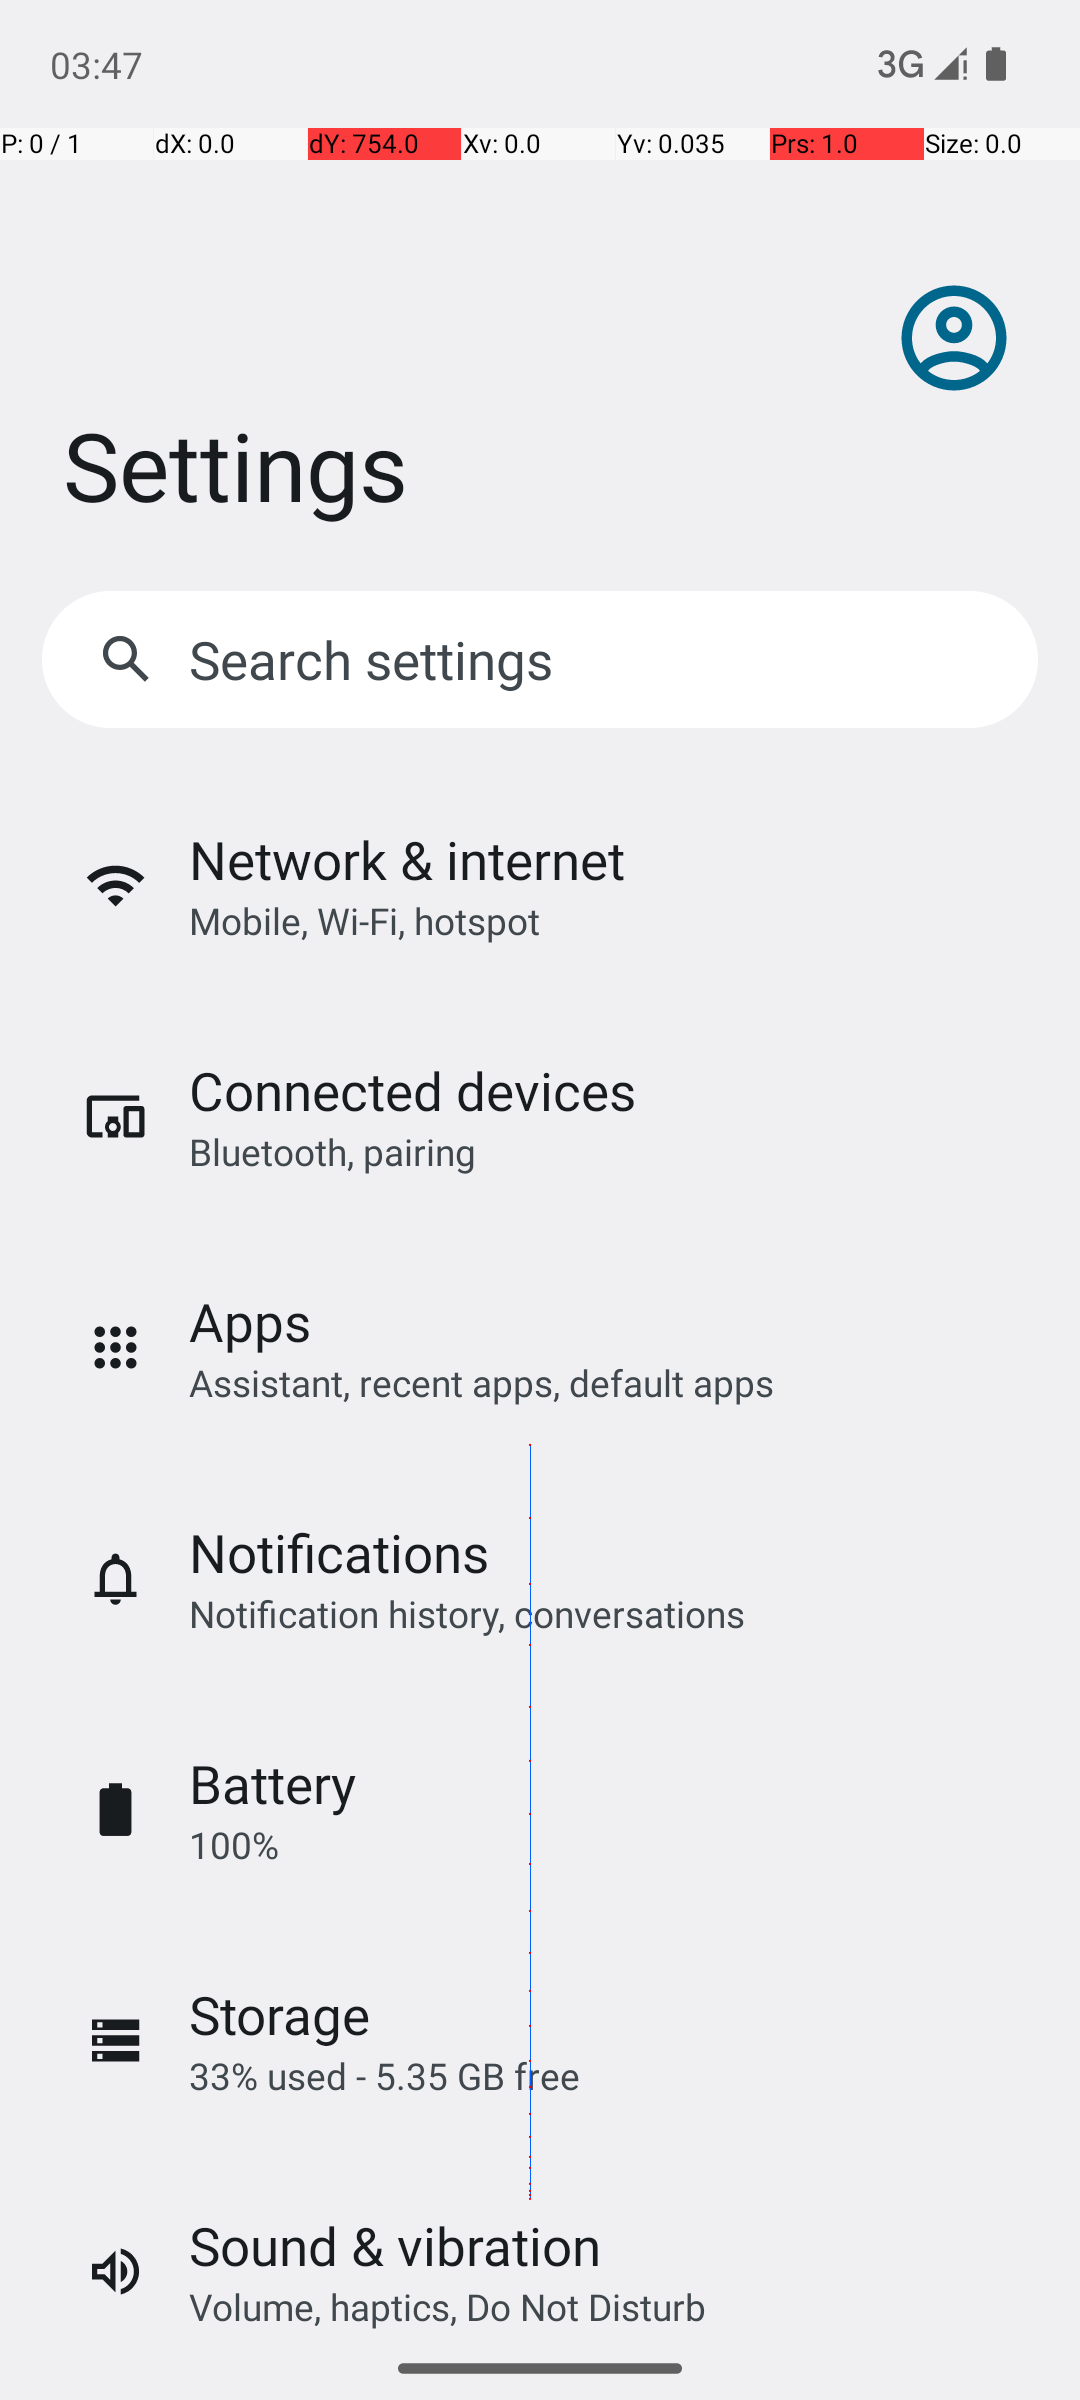 03:47
3G
P: 0 / 1
dX: 0.0
dY: 754.0
Xv: 0.0
Yv: 0.035
Prs: 1.0
Size: 0.0
Settings
Search settings
Network & internet
Mobile, Wi-Fi, hotspot
Connected devices
Bluetooth, pairing
Apps
Assistant, recent apps, default apps
Notifications
Notification history, conversations
Battery
100%
Storage
33% used - 5.35 GB free
Sound & vibration
Volume, haptics, Do Not Disturb